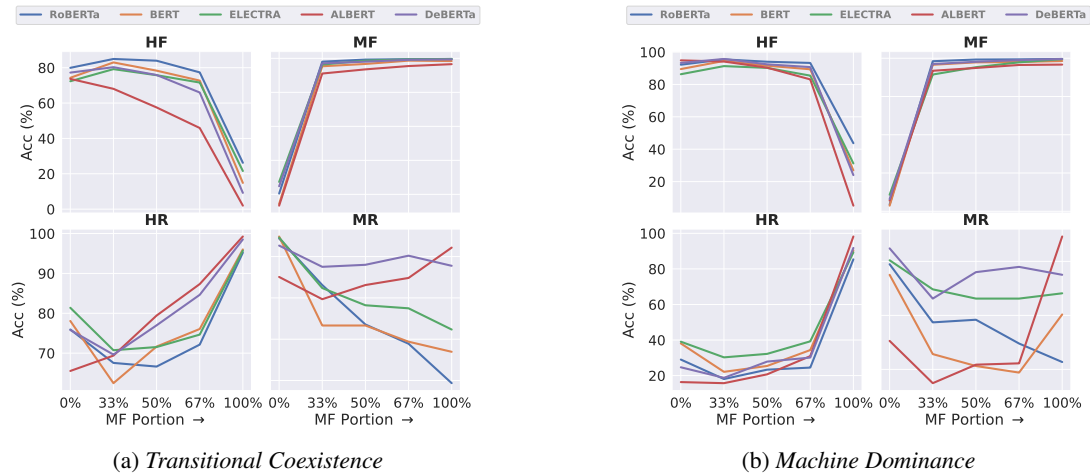 RoBERTa BERT ELECTRA ALBERT DeBERTa
HF MF
Acc (%)
80
60
40
20
0
HR MR
Acc (%)
100
90
80
70
0% 33% 50% 67% 100% 0% 33% 50% 67% 100%
MF Portion → MF Portion →
(a) Transitional Coexistence
RoBERTa BERT ELECTRA ALBERT DeBERTa
HF MF
Acc (%)
100
80
60
40
20
HR MR
Acc (%)
100
80
60
40
20
0% 33% 50% 67% 100% 0% 33% 50% 67% 100%
MF Portion → MF Portion →
(b) Machine Dominance